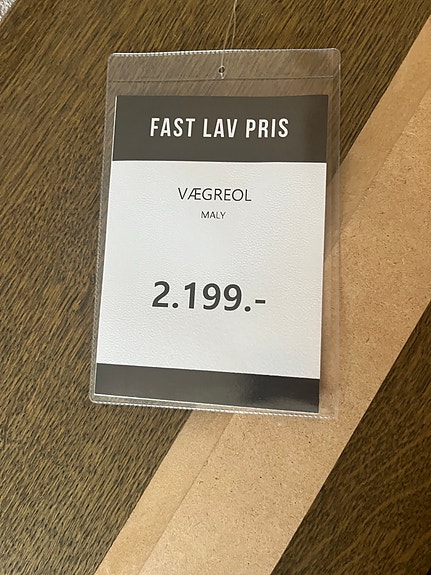 FAST LAV PRIS
VÆGREOL
MALY
2.199.-